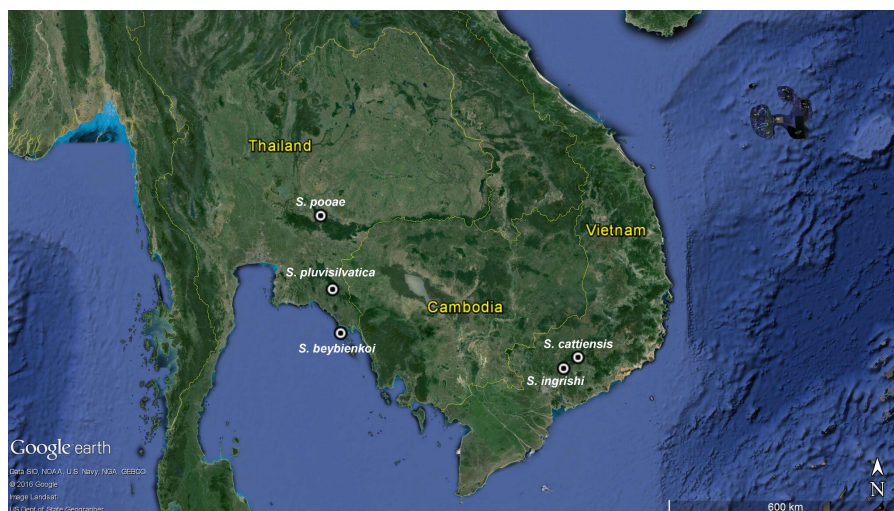 Thailand
S. pooae
Vietnam
S. pluvisilvatica
Cambodia
S. beybienkoi
S. cattiensis
S. ingrishi
Google earth
Data SIO, NOAA, U.S. Navy, NGA, GEBCO
© 2016 Google
Image Landsat
US Dept of State Geographer
N
600 km